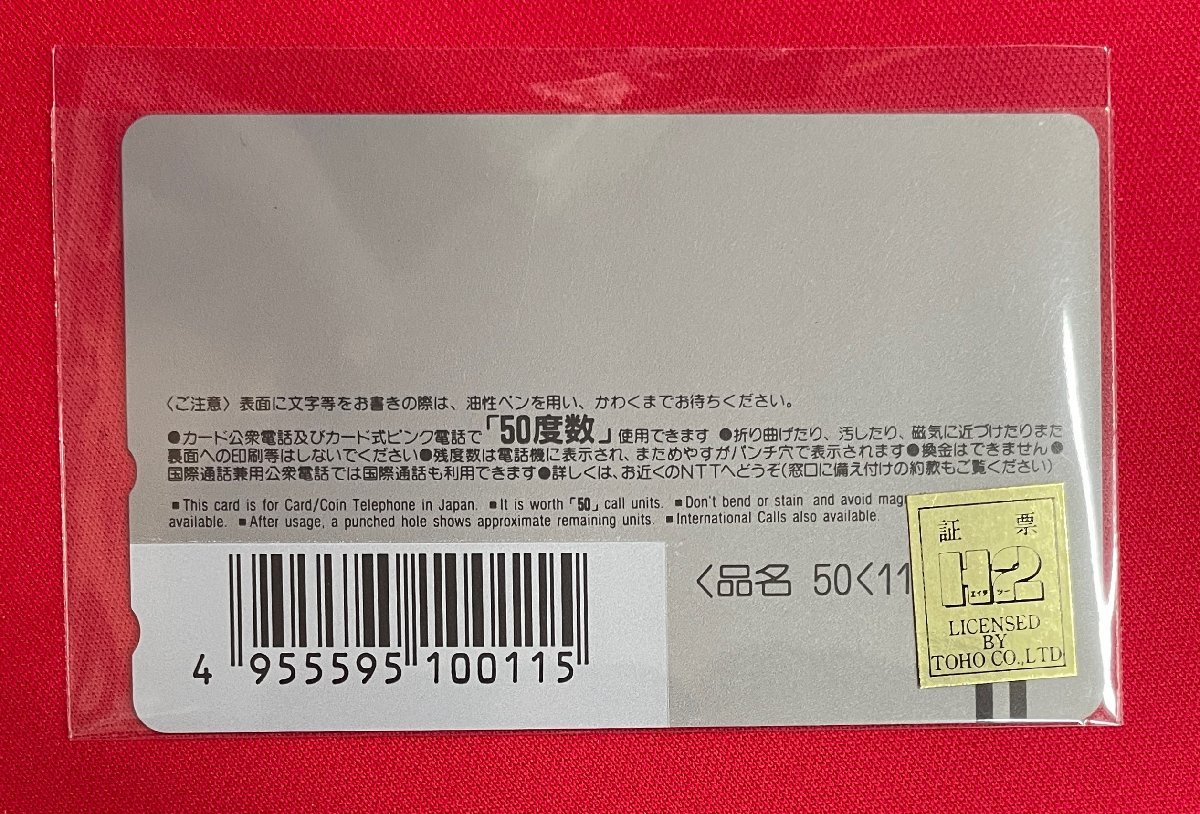 〈ご注意〉表面に文字等をお書きの際は、油性ペンを用い、かわくまでお待ちください。
●カード公衆電話及びカード式ピンク電話で「50度数」使用できます ●折り曲げたり、汚したり、磁気に近づけたりまた
裏面への印刷等はしないでください●残度数は電話機に表示され、まためやすがパンチ穴で表示されます●換金はできません●
国際通話兼用公衆電話では国際通話も利用できます●詳しくは、お近くのNTTへどうぞ(窓口に備え付けの約款もご覧ください)
■This card is for Card/Coin Telephone in Japan. ■It is worth「50」call units. ■Don't bend or stain and avoid
available. ■After usage, a punched hole shows approximate remaining units. ■International Calls also available.
〈品名 50〈11
4 955595 100115
証 票
H2
エイチ ツー
LICENSED
BY
TOHO CO.,LTD